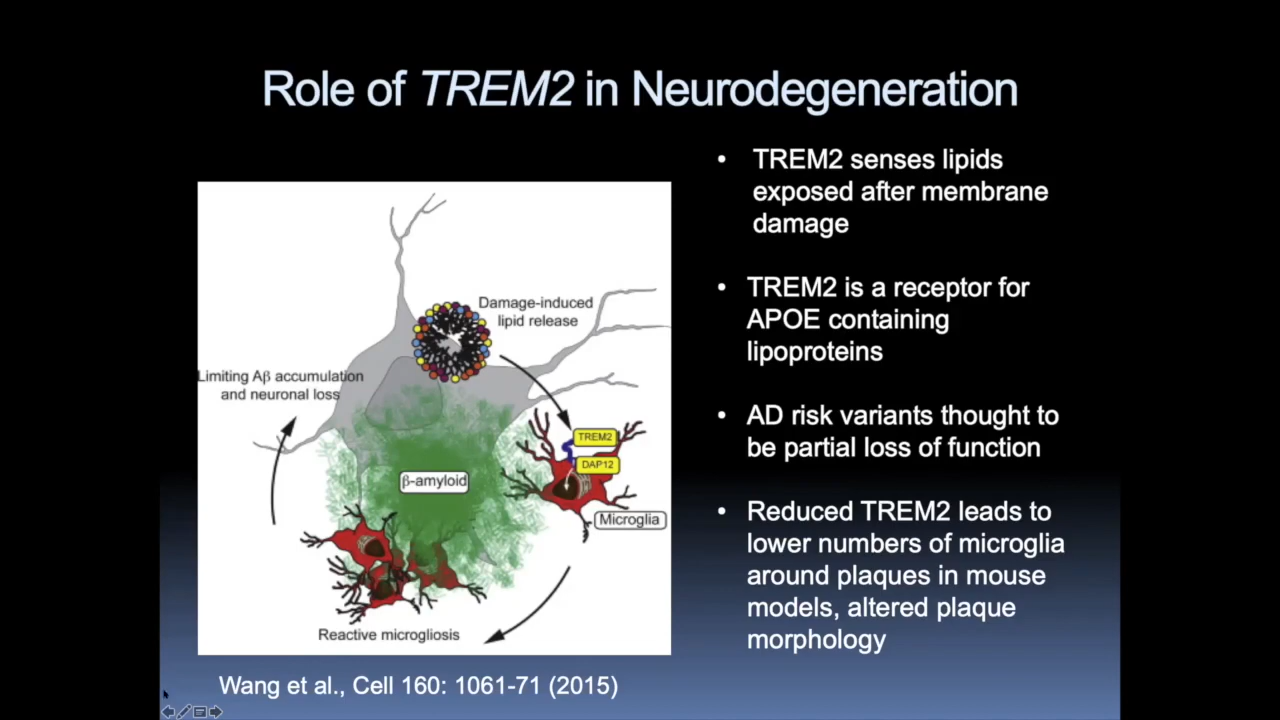 Role of TREM2 in Neurodegeneration
Damage-induced
lipid release
Limiting Aβ accumulation
and neuronal loss
TREM2
DAP12
β-amyloid
Microglia
Reactive microgliosis
Wang et al., Cell 160: 1061-71 (2015)
• TREM2 senses lipids
exposed after membrane
damage
• TREM2 is a receptor for
APOE containing
lipoproteins
• AD risk variants thought to
be partial loss of function
• Reduced TREM2 leads to
lower numbers of microglia
around plaques in mouse
models, altered plaque
morphology